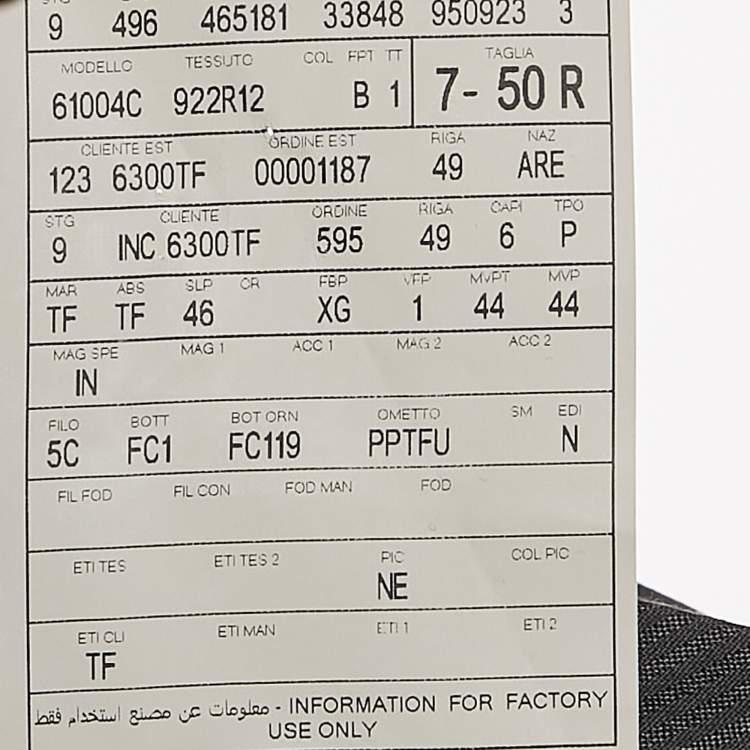 9 496 465181 33848 950923 3
MODELLO TESSUTO COL FPT TT TAGLIA
61004C 922R12 B 1 7- 50 R
CLIENTE EST ORDINE EST RIGA NAZ
123 6300TF 00001187 49 ARE
STG CLIENTE ORDINE RIGA CAPI TPO
9 INC 6300TF 595 49 6 P
MAR ABS SLP CR FBP VFP MVPT MVP
TF TF 46 XG 1 44 44
MAG SPE MAG 1 ACC 1 MAG 2 ACC 2
IN
FILO BOTT BOT ORN OMETTO SM EDI
5C FC1 FC119 PPTFU N
FIL FOD FIL CON FOD MAN FOD
ETI TES ETI TES 2 PIC COL PIC
NE
ETI CLI ETI MAN ETI 1 ETI 2
TF
معلومات عن مصنع استخدام فقط - INFORMATION FOR FACTORY
USE ONLY